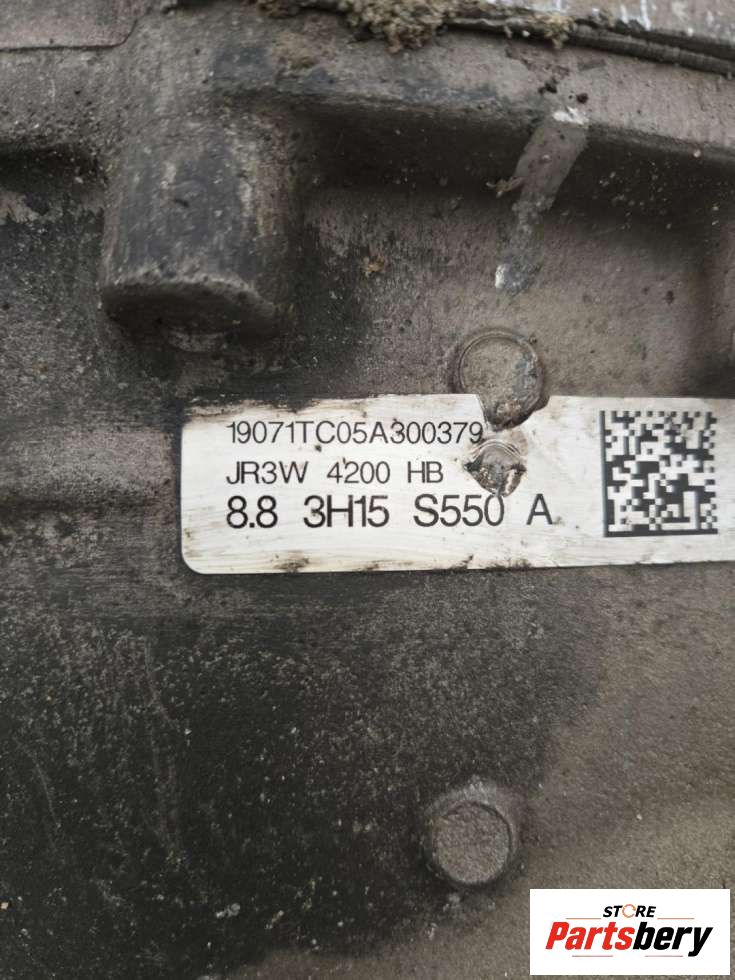 19071TC05A300379
JR3W 4200 HB
8.8 3H15 S550 A
STORE
Partsbery